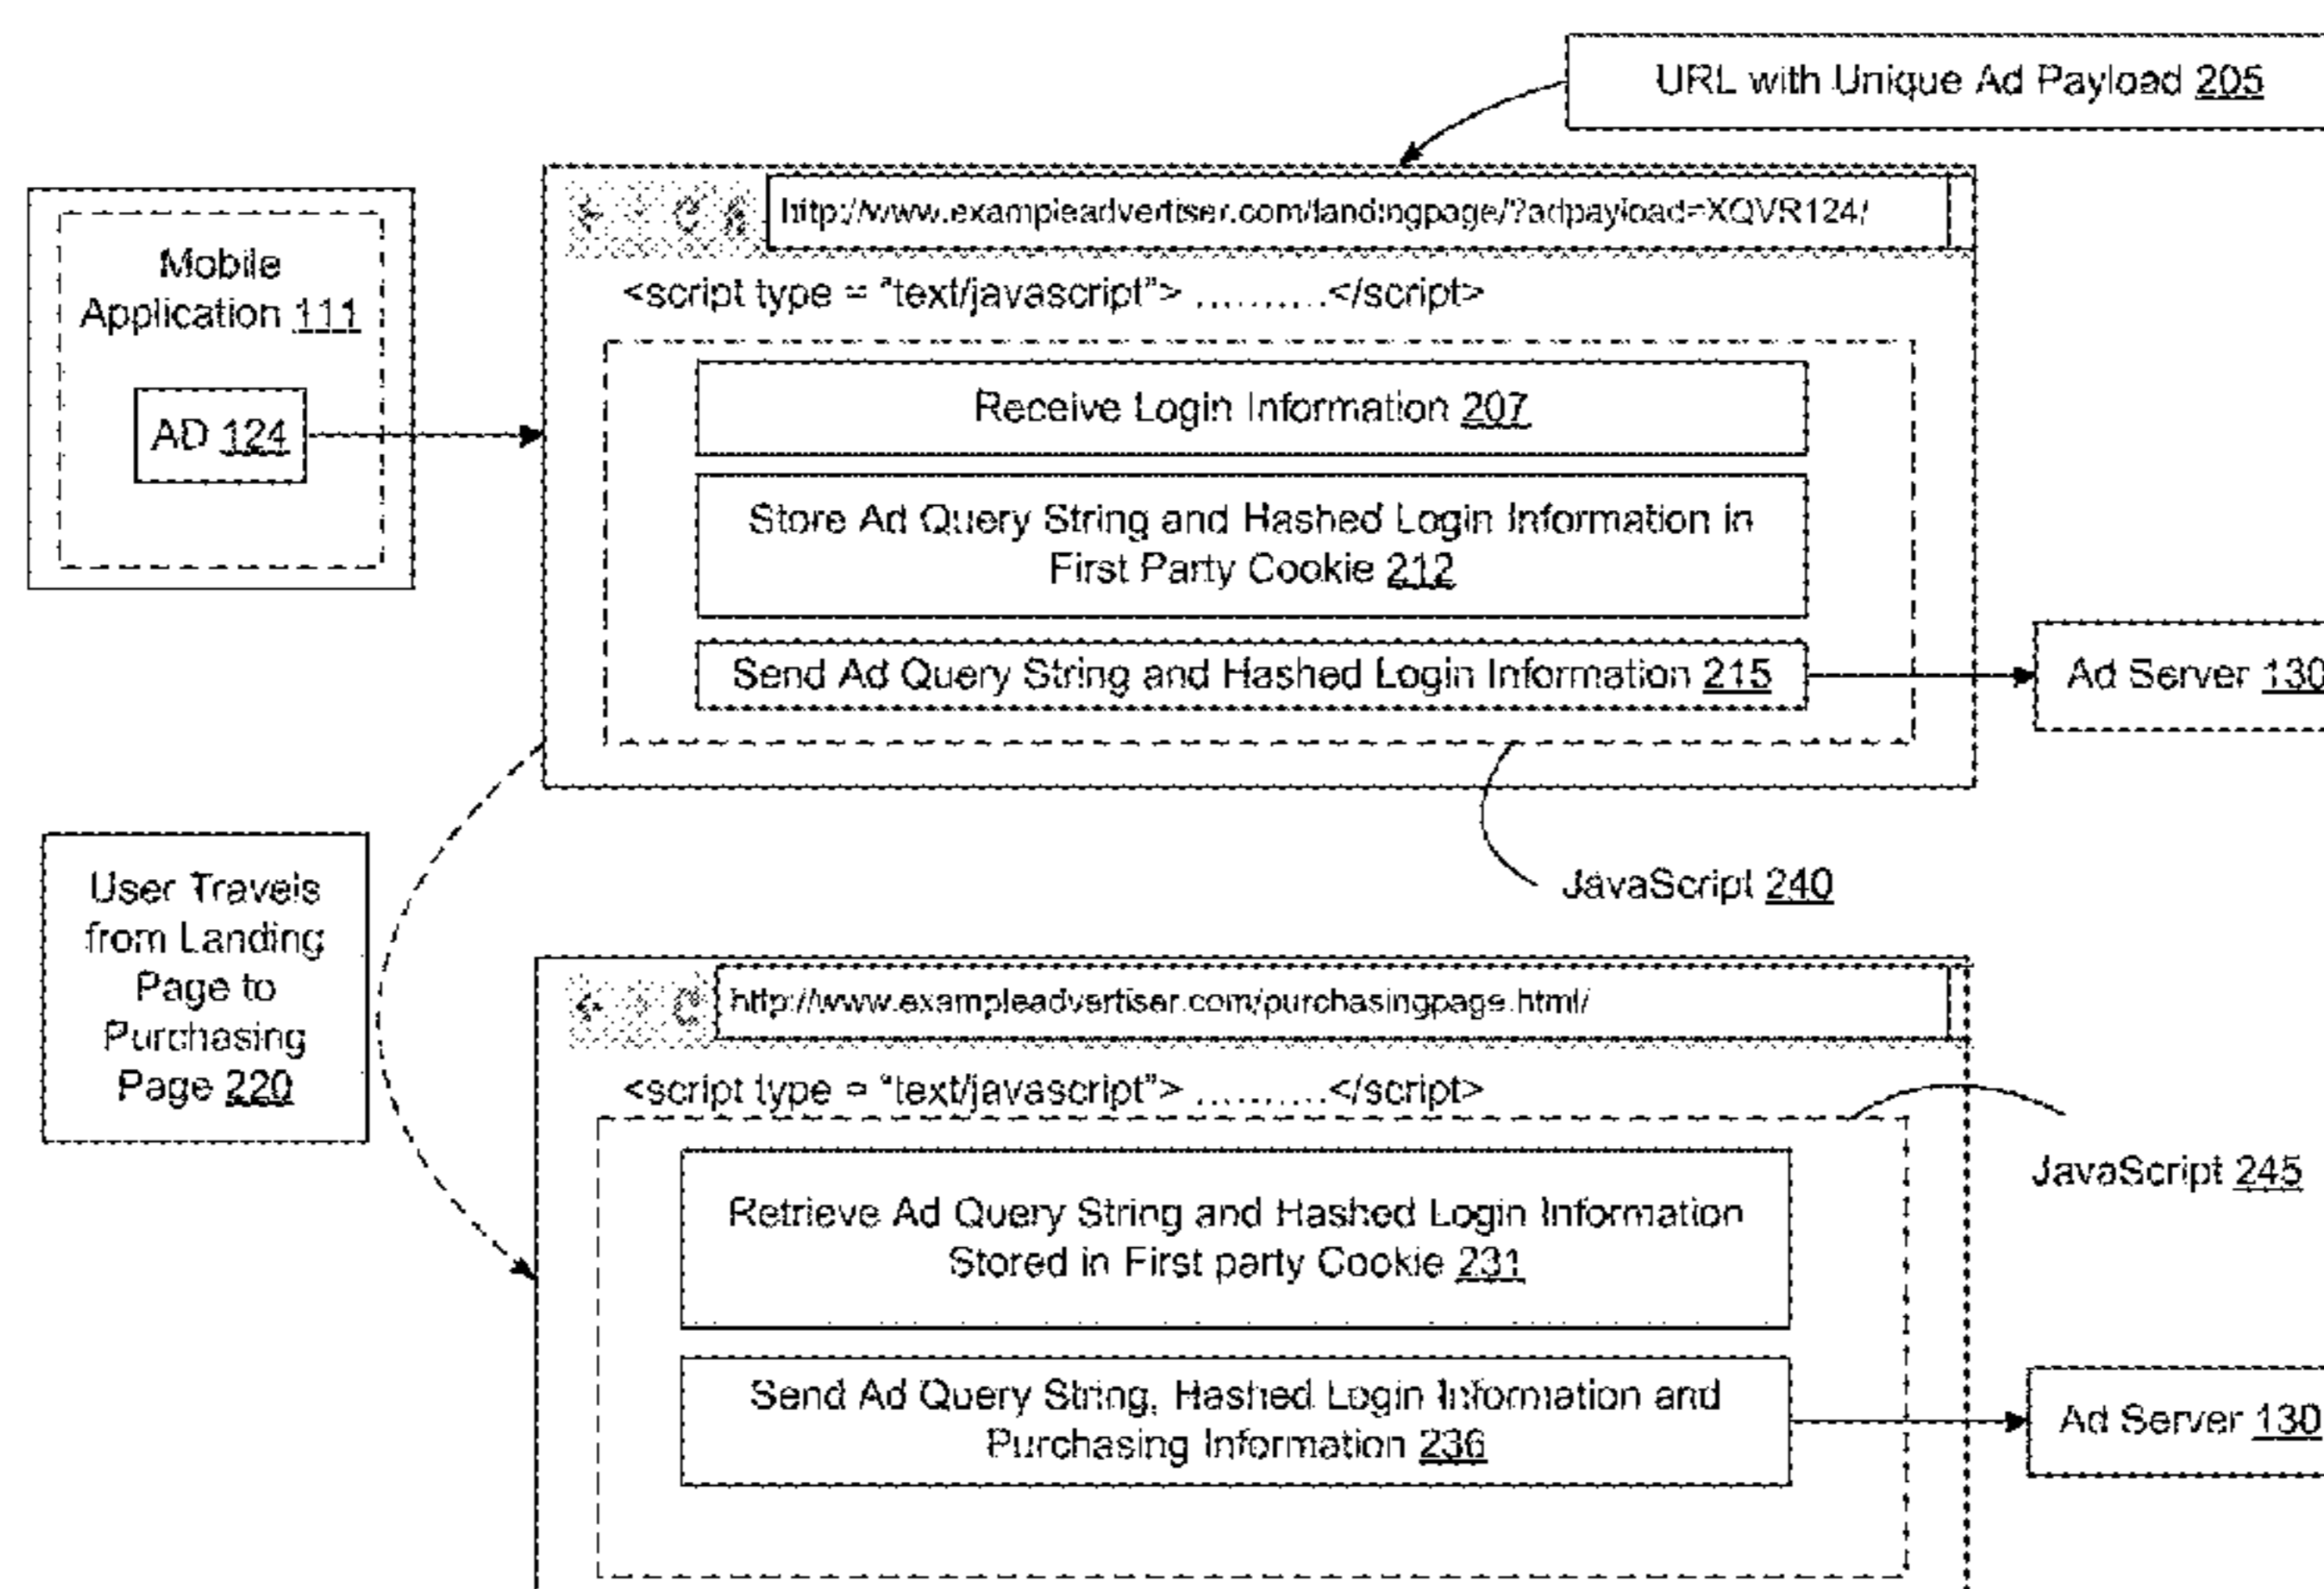 URL with Unique Ad Payload 205
http://www.exampleadvertiser.com/landingpage/?adpayload=XQVR124/
<script type = "text/javascript"> ..........</script>
Mobile
Application 111
AD 124
Receive Login Information 207
Store Ad Query String and Hashed Login Information in
First Party Cookie 212
Send Ad Query String and Hashed Login Information 215
Ad Server 130
JavaScript 240
User Travels
from Landing
Page to
Purchasing
Page 220
http://www.exampleadvertiser.com/purchasingpage.html/
<script type = "text/javascript"> ..........</script>
JavaScript 245
Retrieve Ad Query String and Hashed Login Information
Stored in First party Cookie 231
Send Ad Query String, Hashed Login Information and
Purchasing Information 236
Ad Server 130